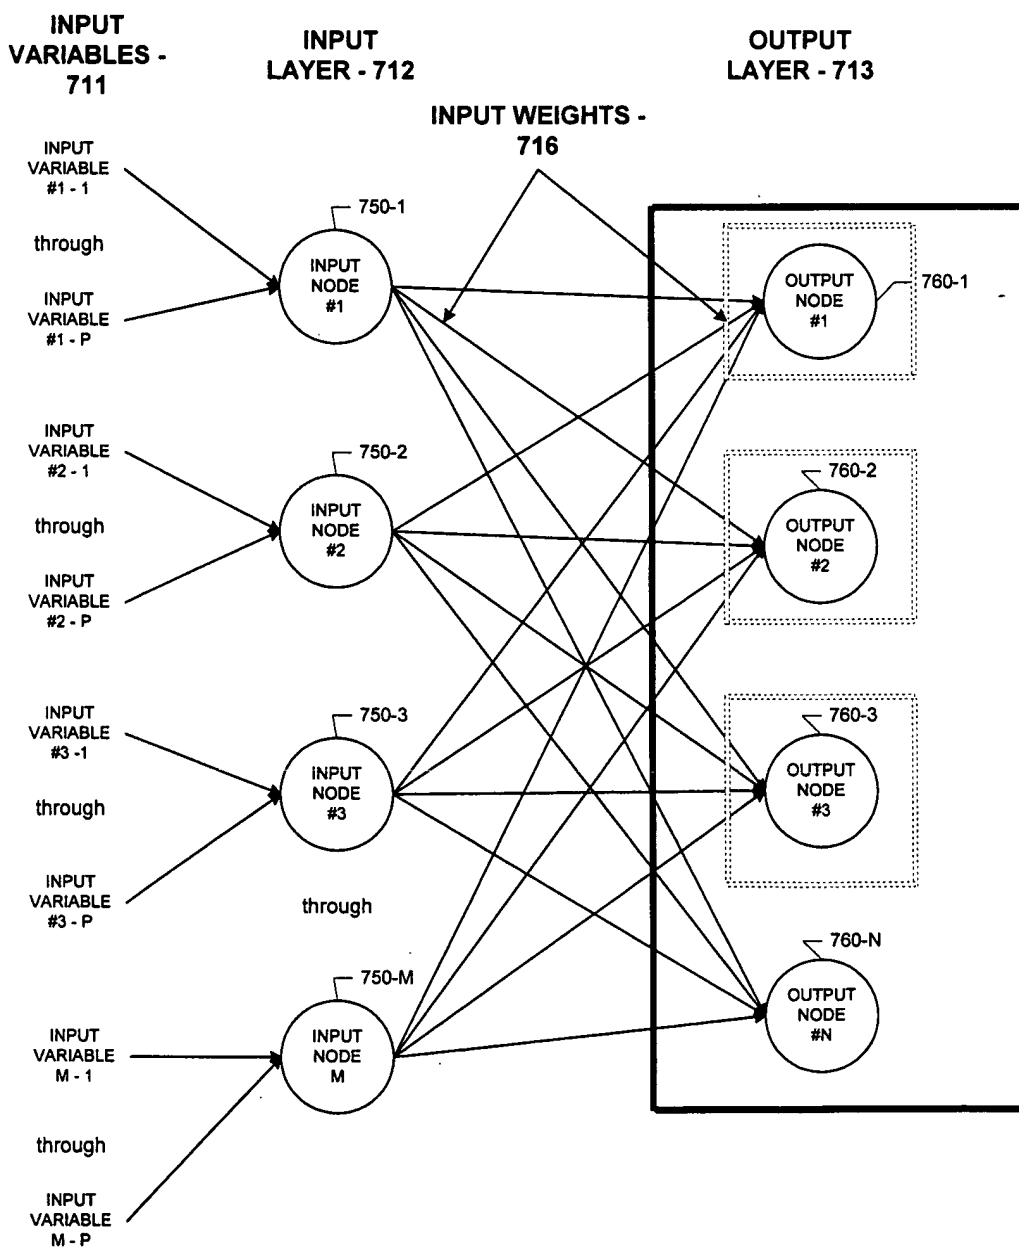 INPUT
VARIABLES -
711
INPUT
LAYER - 712
OUTPUT
LAYER - 713
INPUT WEIGHTS -
716
INPUT
VARIABLE
#1 - 1
through
INPUT
VARIABLE
#1 - P
750-1
INPUT
NODE
#1
OUTPUT
NODE
#1
760-1
INPUT
VARIABLE
#2 - 1
through
INPUT
VARIABLE
#2 - P
750-2
INPUT
NODE
#2
760-2
OUTPUT
NODE
#2
INPUT
VARIABLE
#3 -1
through
INPUT
VARIABLE
#3 - P
750-3
INPUT
NODE
#3
through
760-3
OUTPUT
NODE
#3
760-N
OUTPUT
NODE
#N
750-M
INPUT
NODE
M
INPUT
VARIABLE
M - 1
through
INPUT
VARIABLE
M - P